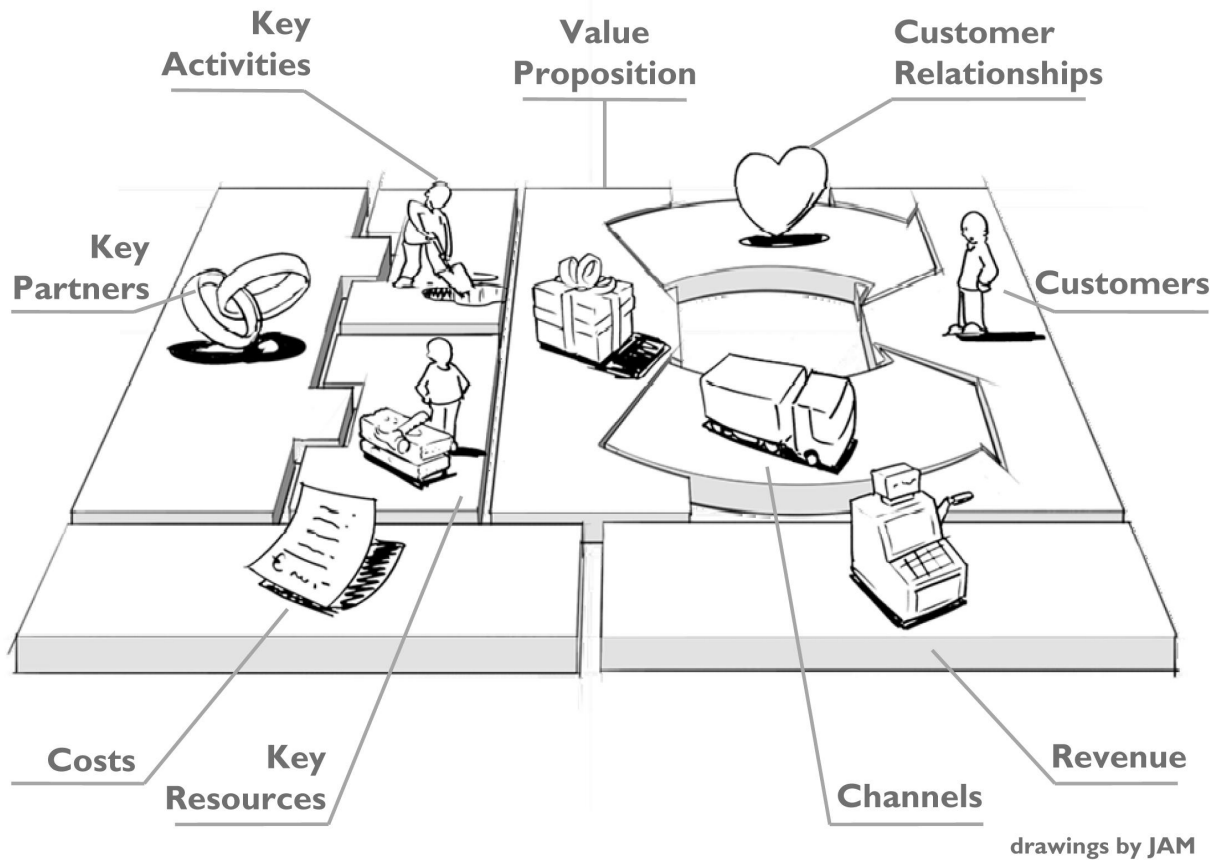 Key
Activities
Value
Proposition
Customer
Relationships
Key
Partners
Customers
Costs
Key
Resources
Channels
Revenue
drawings by JAM